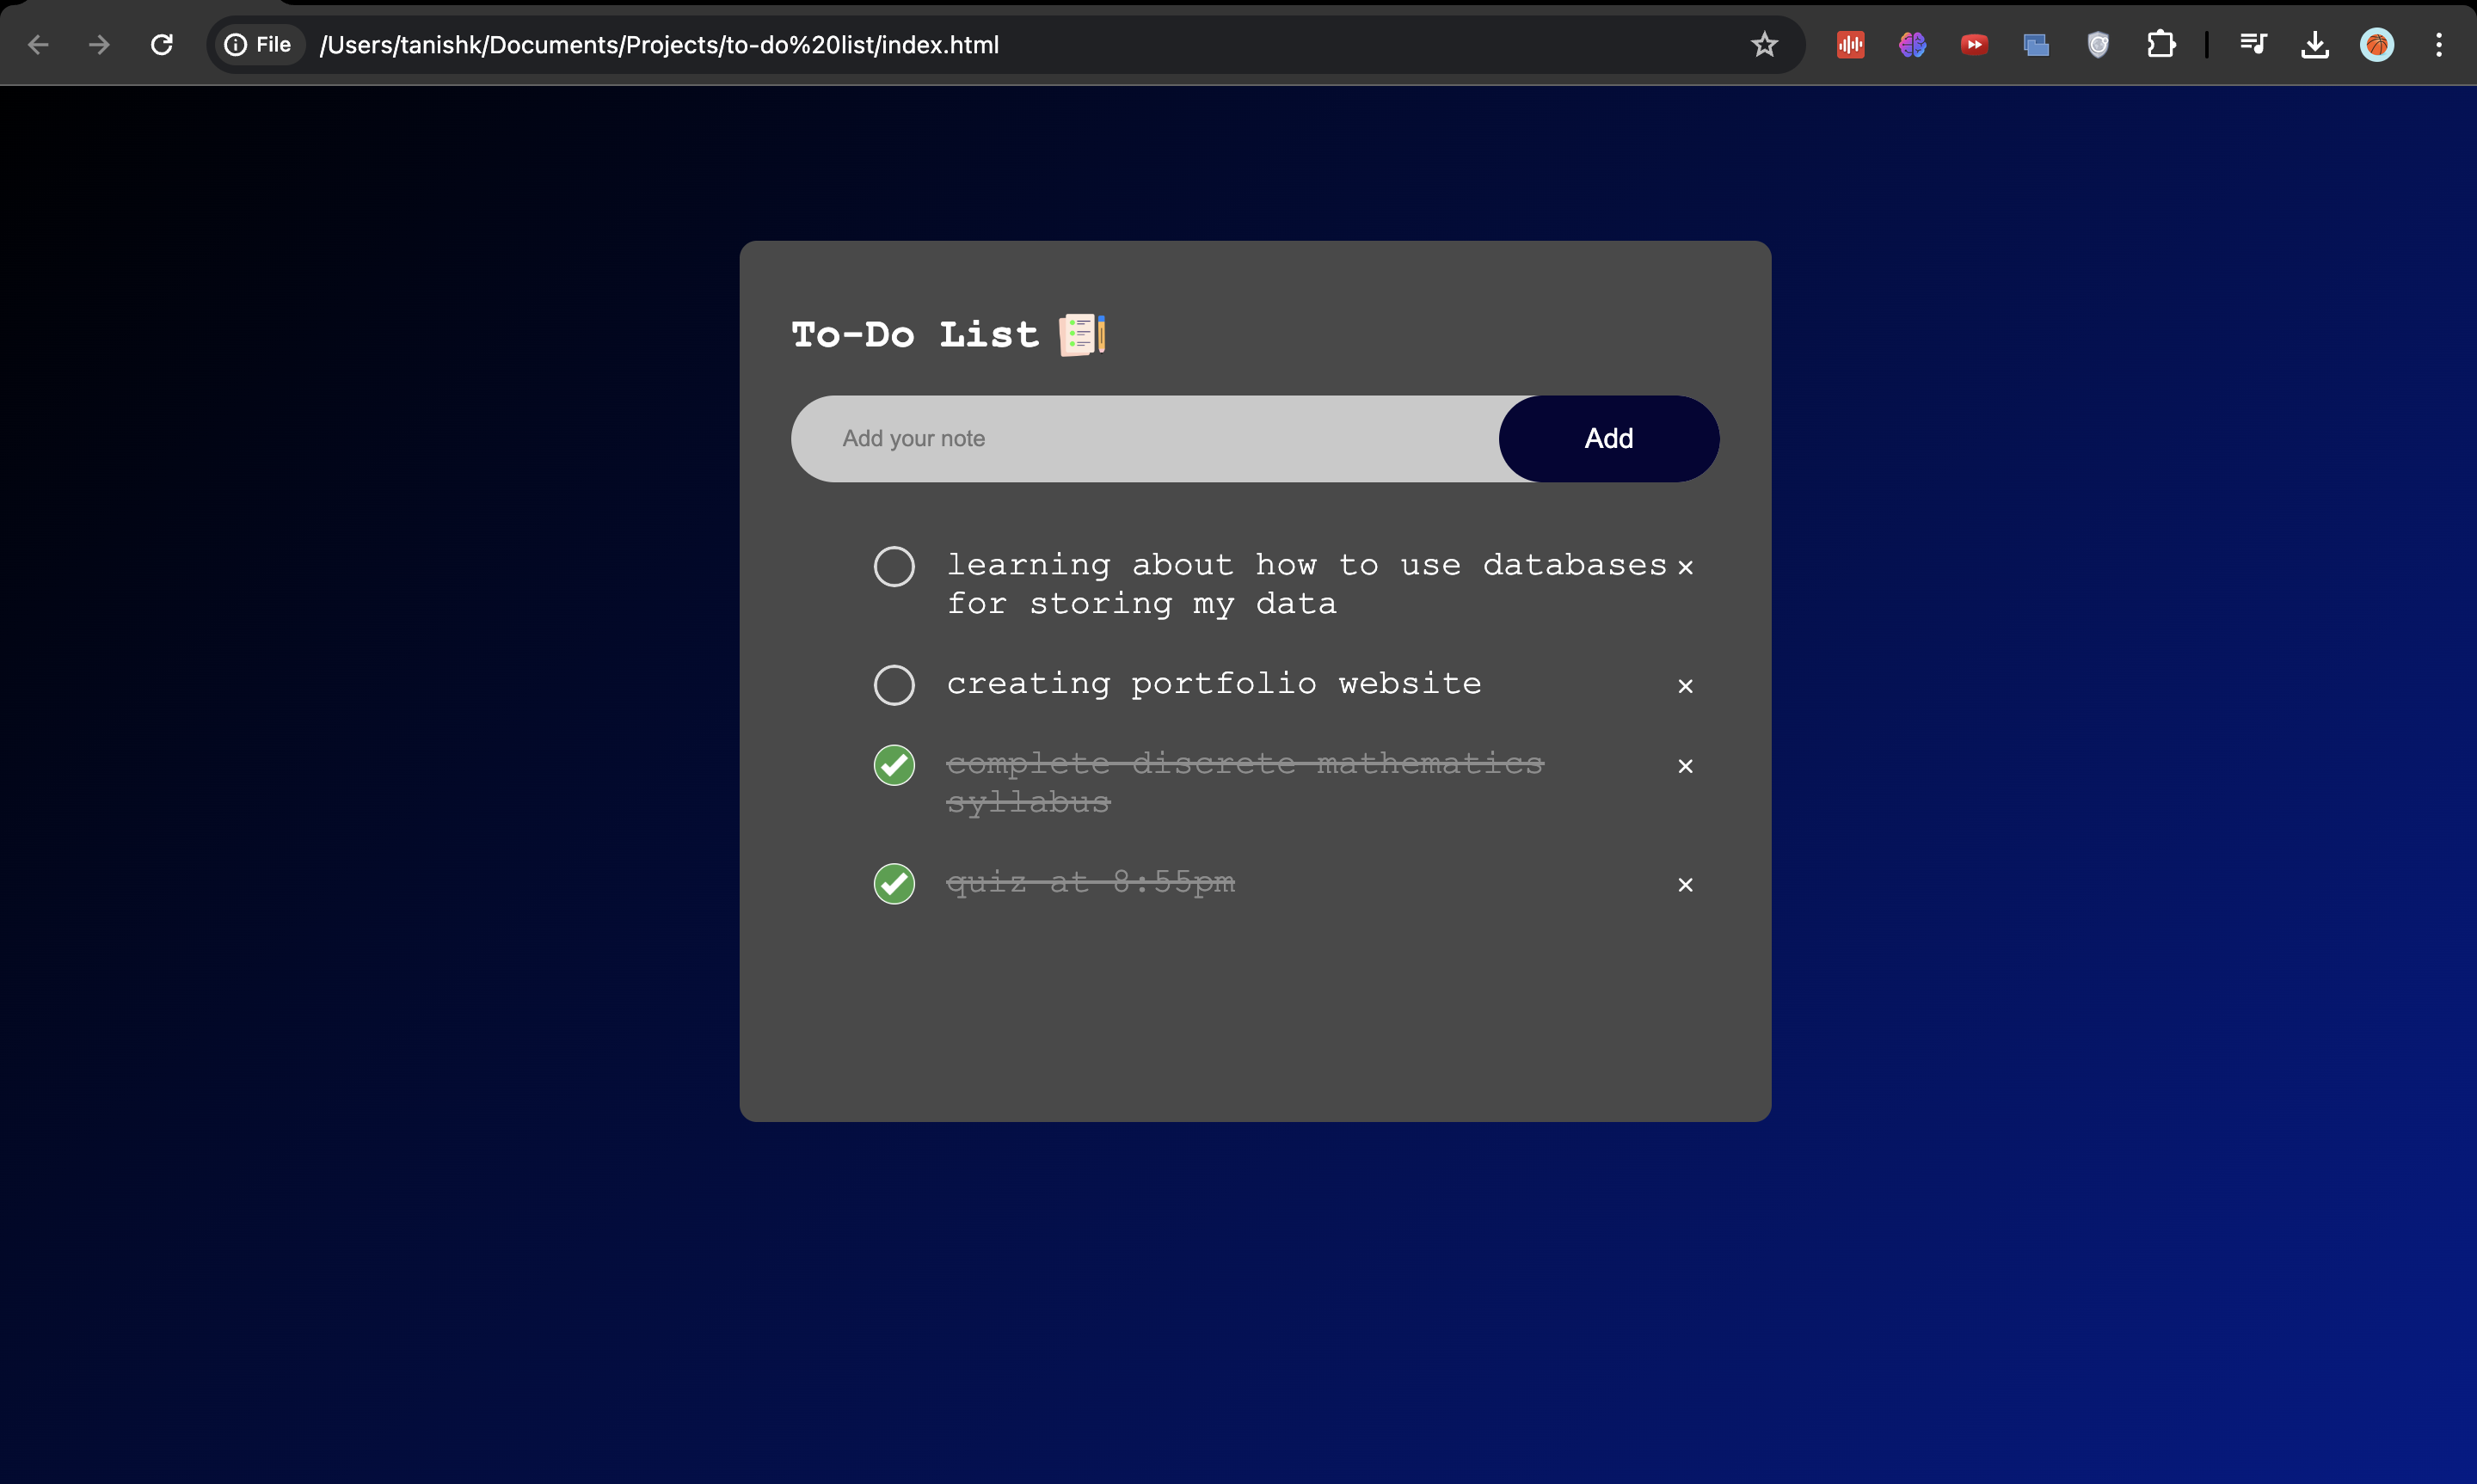 File /Users/tanishk/Documents/Projects/to-do%20list/index.html
To-Do List
Add your note
Add
learning about how to use databases ×
for storing my data
creating portfolio website ×
complete discrete mathematics ×
syllabus
quiz at 8:55pm ×